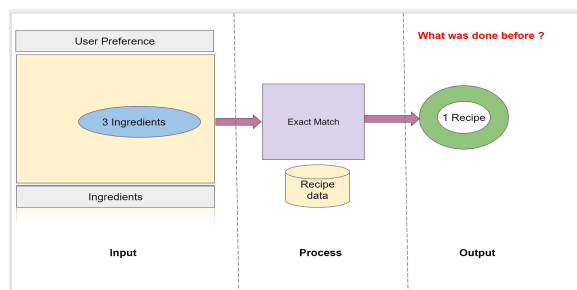 What was done before ?
User Preference
3 Ingredients
Exact Match
1 Recipe
Recipe
data
Ingredients
Input
Process
Output